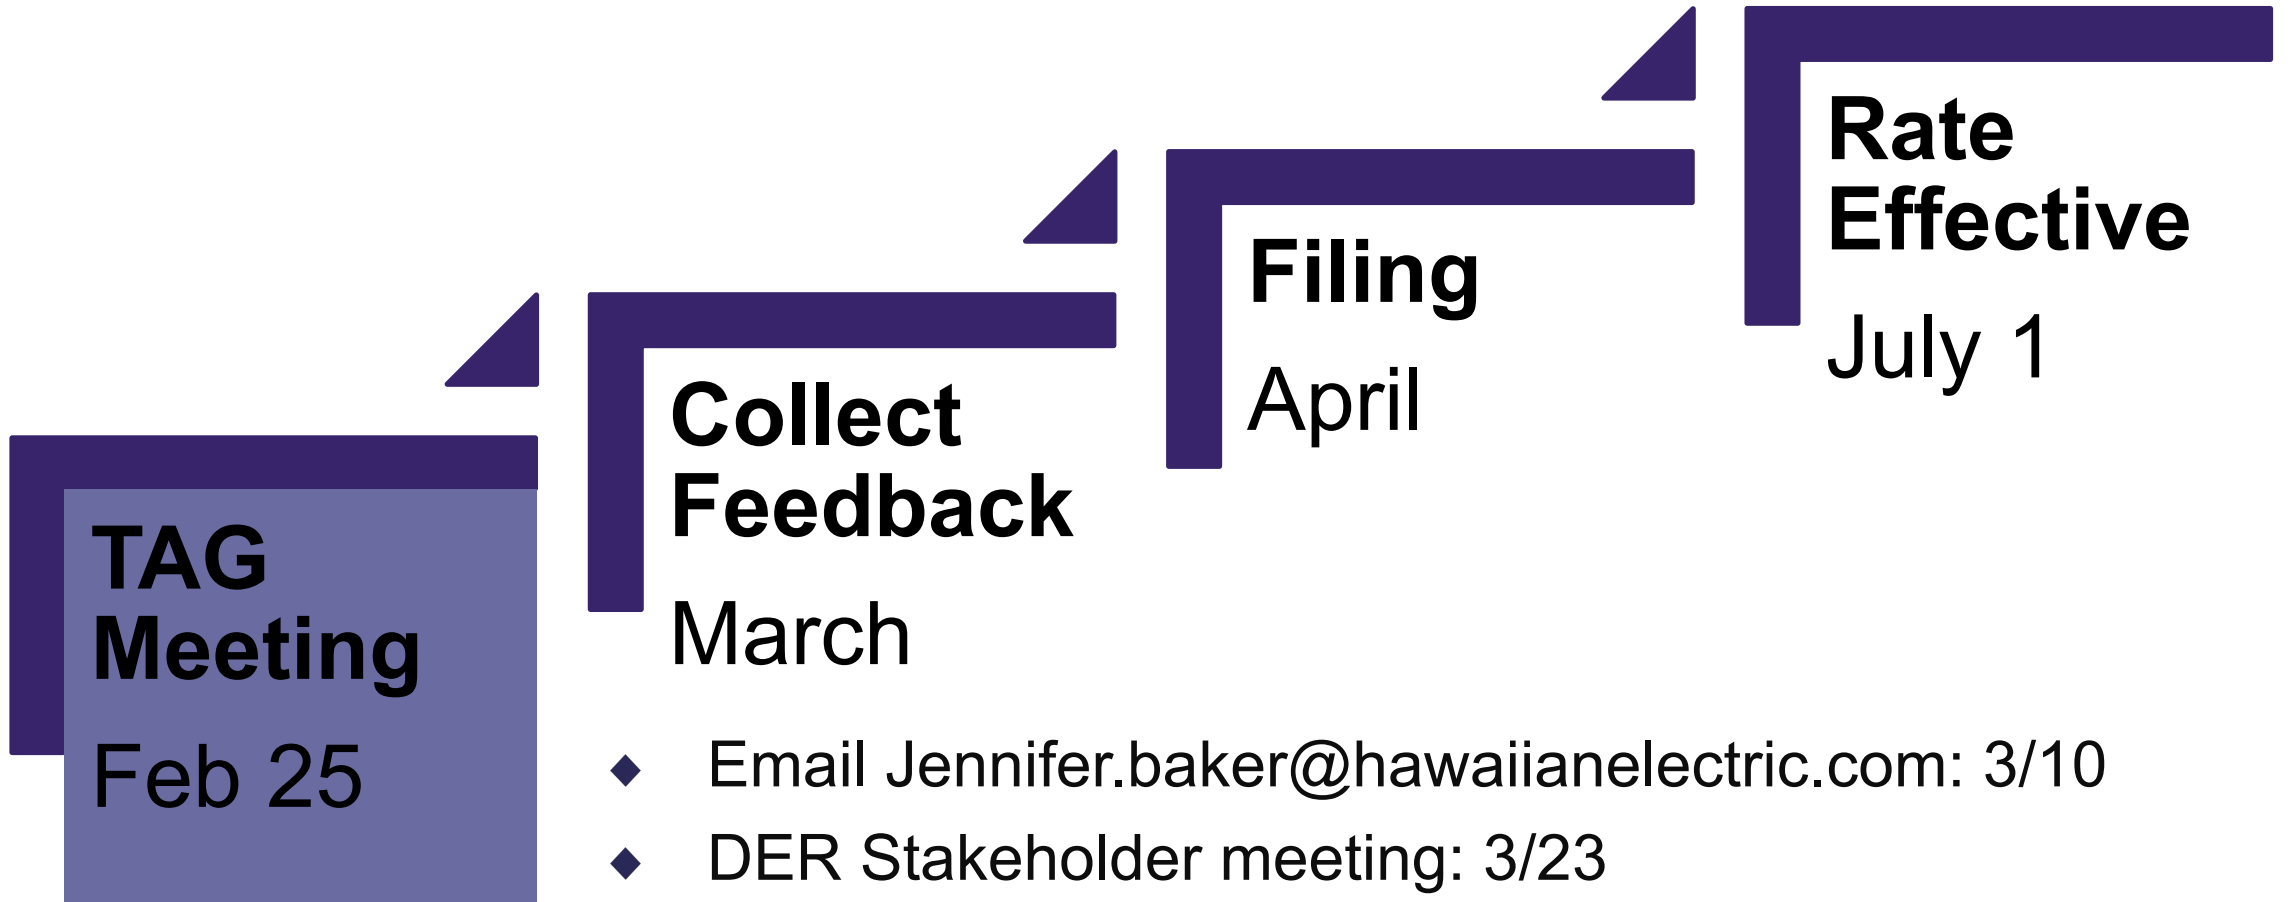 TAG
Meeting
Feb 25
Collect
Feedback
March
◆ Email Jennifer.baker@hawaiianelectric.com: 3/10
◆ DER Stakeholder meeting: 3/23
Filing
April
Rate
Effective
July 1